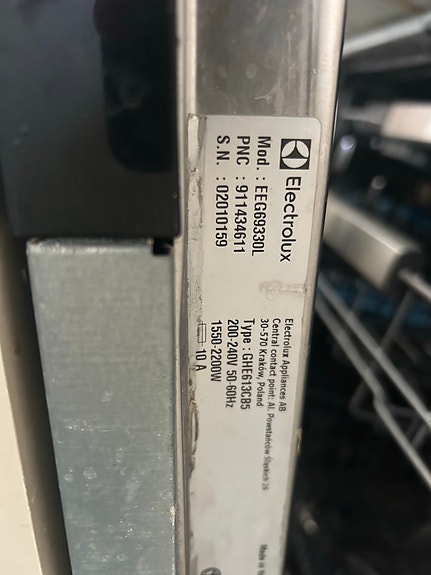 Electrolux
Mod. : EEG69330L
PNC : 911434611
S.N. : 02010159
Electrolux Appliances AB
Central contact point: Al. Powstańców Śląskich 26
30-570 Kraków, Poland
Type : GHE613CB5
200-240V 50-60Hz
1550-2200W
10 A
Made in